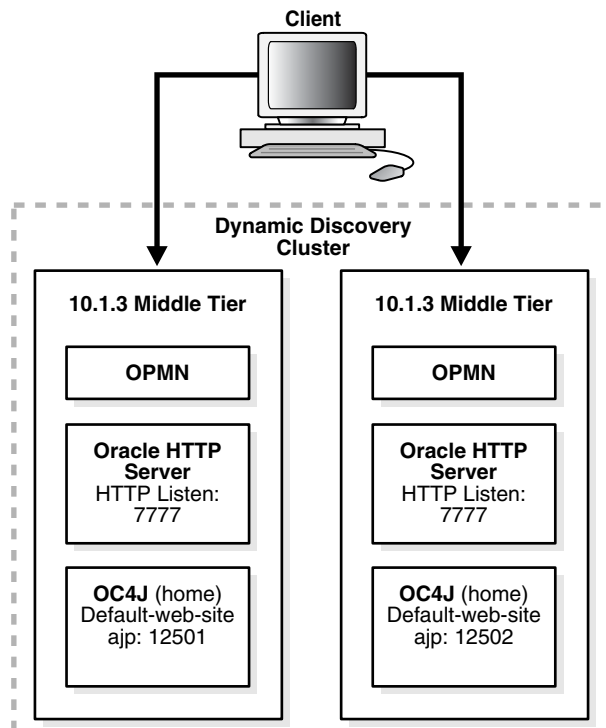 Client
Dynamic Discovery
Cluster
10.1.3 Middle Tier
OPMN
Oracle HTTP
Server
HTTP Listen:
7777
OC4J (home)
Default-web-site
ajp: 12501
10.1.3 Middle Tier
OPMN
Oracle HTTP
Server
HTTP Listen:
7777
OC4J (home)
Default-web-site
ajp: 12502